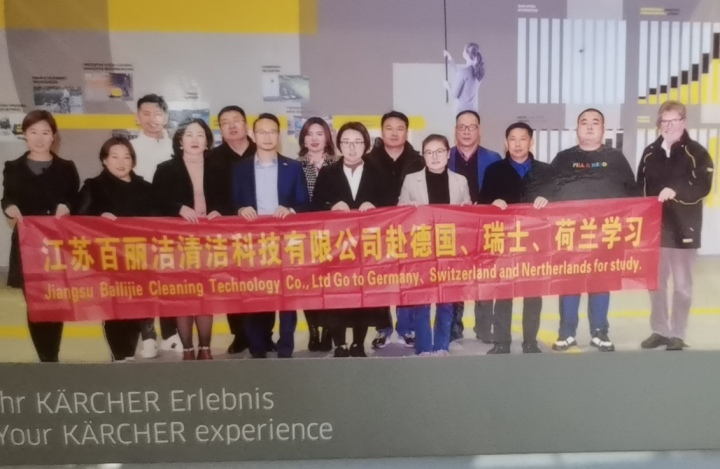 江苏百丽洁清洁科技有限公司赴德国、瑞士、荷兰学习
Jiangsu Bailijie Cleaning Technology Co., Ltd Go to Germany、Switzerland and Nertherlands for study.
hr KÄRCHER Erlebnis
Your KÄRCHER experience